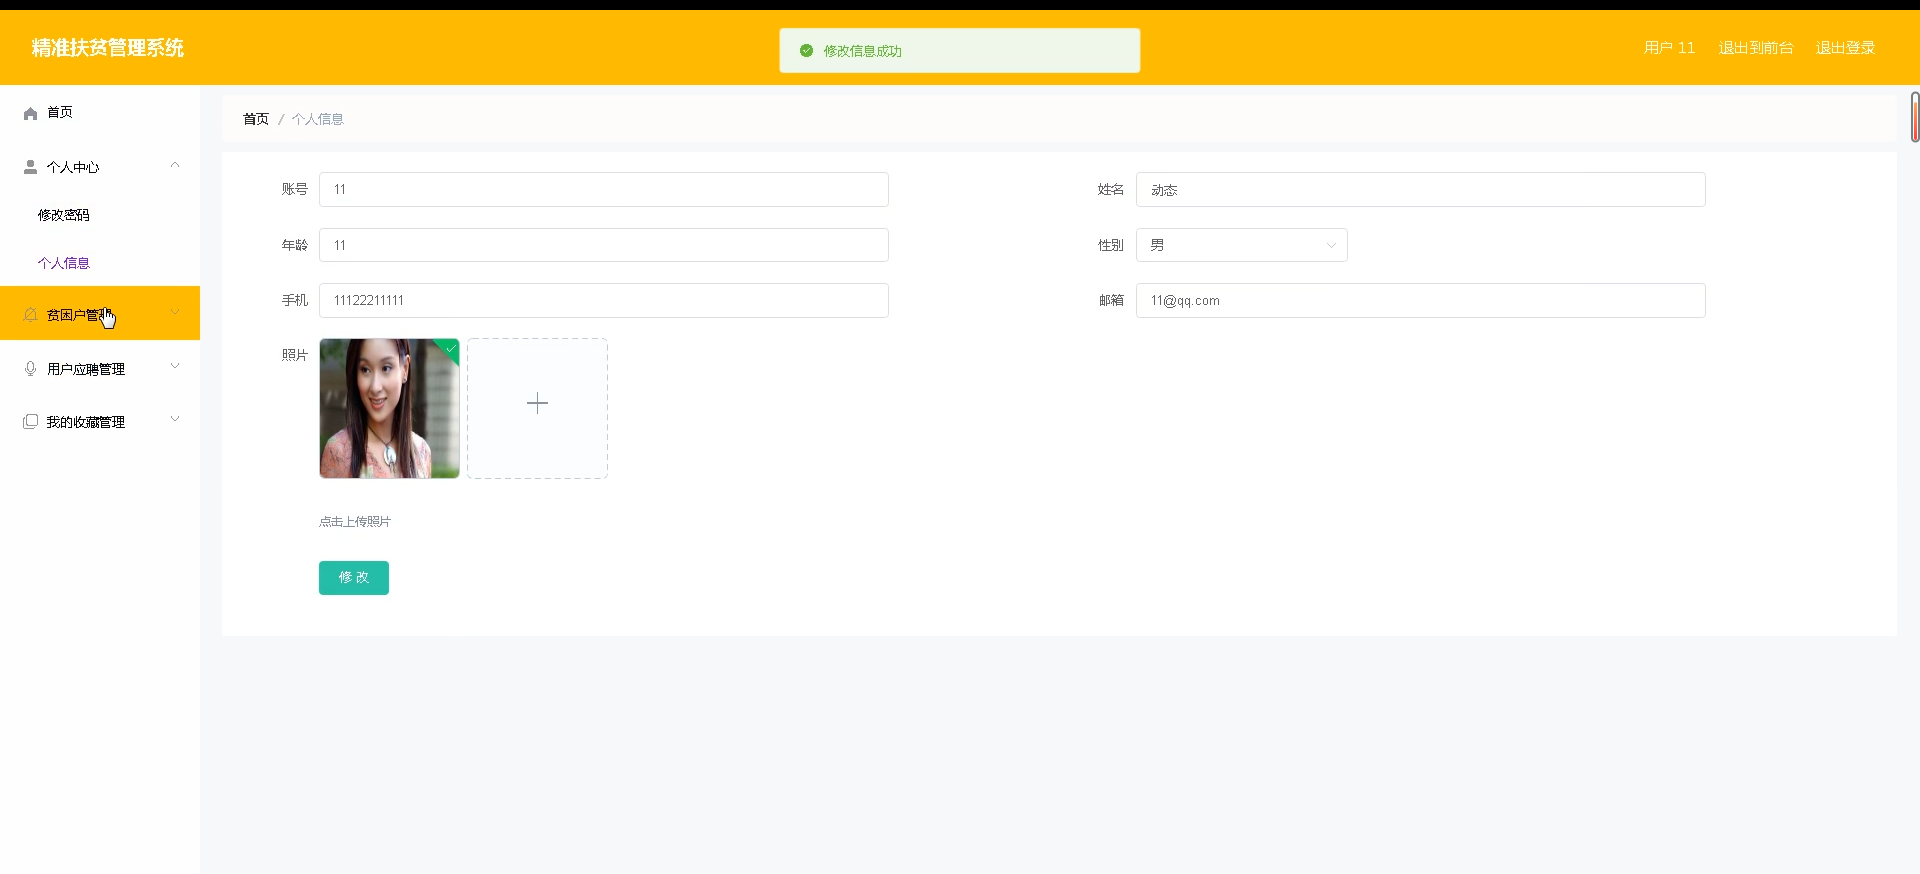 精准扶贫管理系统
修改信息成功
用户 11
退出到前台
退出登录
首页
个人中心
修改密码
个人信息
贫困户管理
用户应聘管理
我的收藏管理
首页 / 个人信息
账号 11
姓名 动态
年龄 11
性别 男
手机 11122211111
邮箱 11@qq.com
照片
点击上传照片
修 改